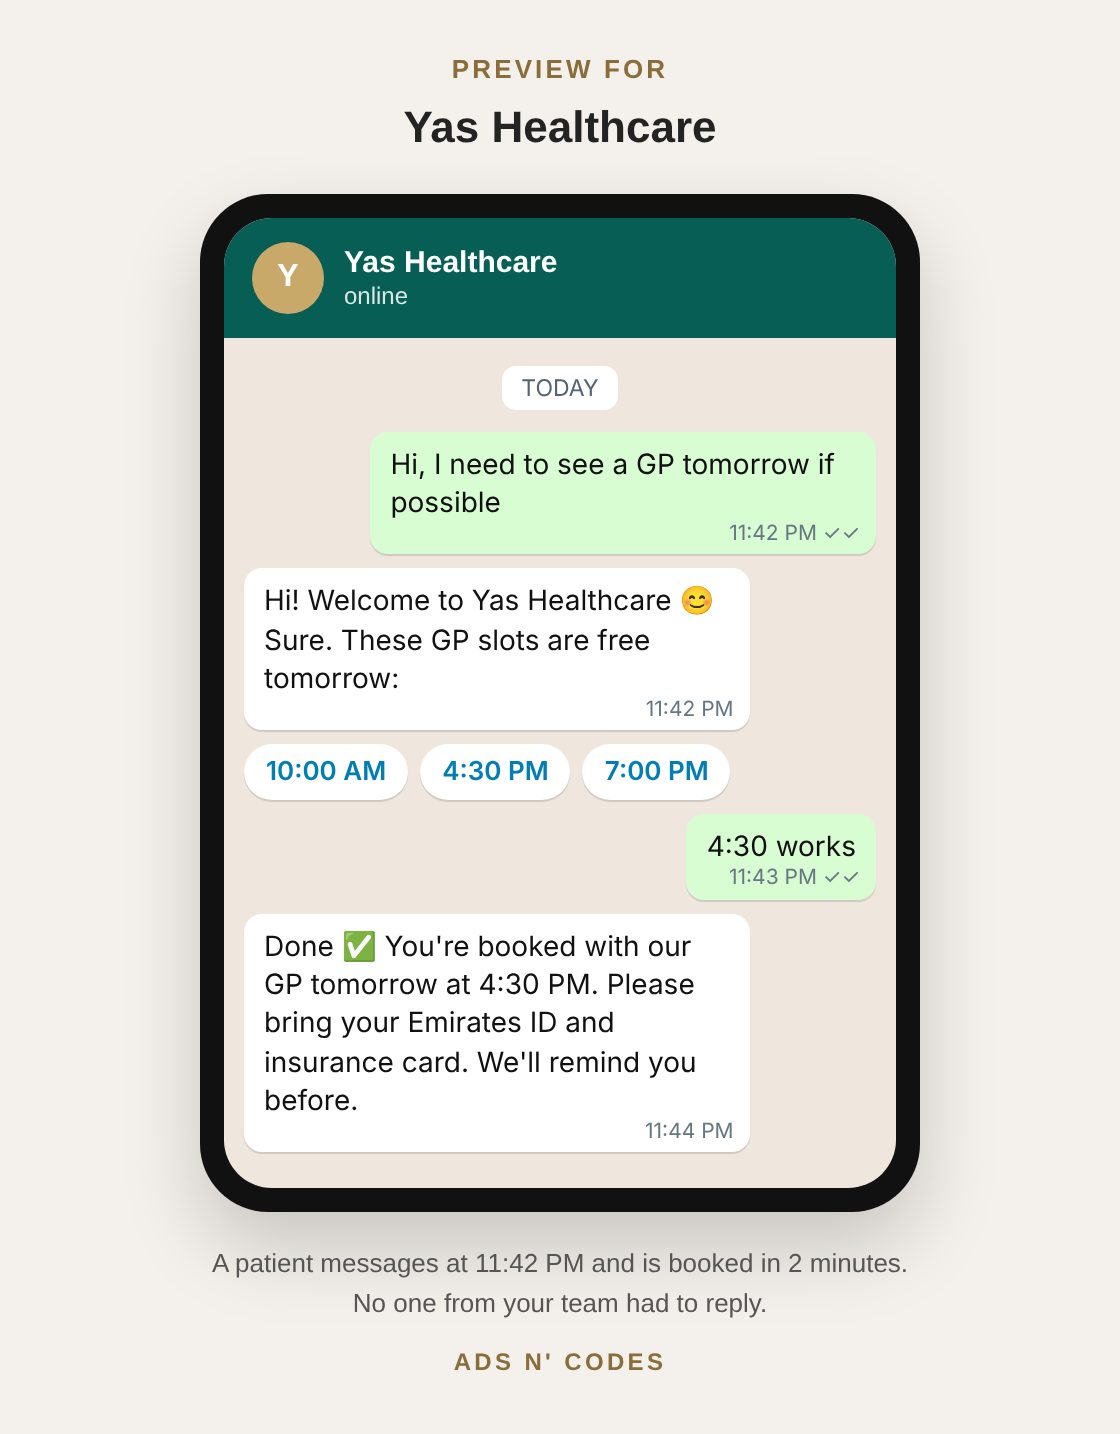 PREVIEW FOR
Yas Healthcare
Y
Yas Healthcare
online
TODAY
Hi, I need to see a GP tomorrow if
possible
11:42 PM ✓✓
Hi! Welcome to Yas Healthcare 😊
Sure. These GP slots are free
tomorrow:
11:42 PM
10:00 AM 4:30 PM 7:00 PM
4:30 works
11:43 PM ✓✓
Done ✅ You're booked with our
GP tomorrow at 4:30 PM. Please
bring your Emirates ID and
insurance card. We'll remind you
before.
11:44 PM
A patient messages at 11:42 PM and is booked in 2 minutes.
No one from your team had to reply.
ADS N' CODES